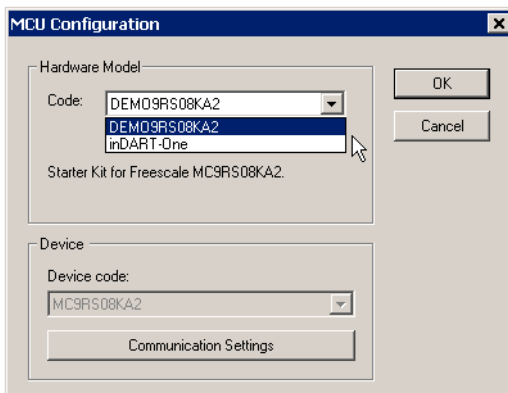 MCU Configuration
Hardware Model
Code:
DEMO9RS08KA2
DEMO9RS08KA2
inDART-One
Starter Kit for Freescale MC9RS08KA2.
OK
Cancel
Device
Device code:
MC9RS08KA2
Communication Settings